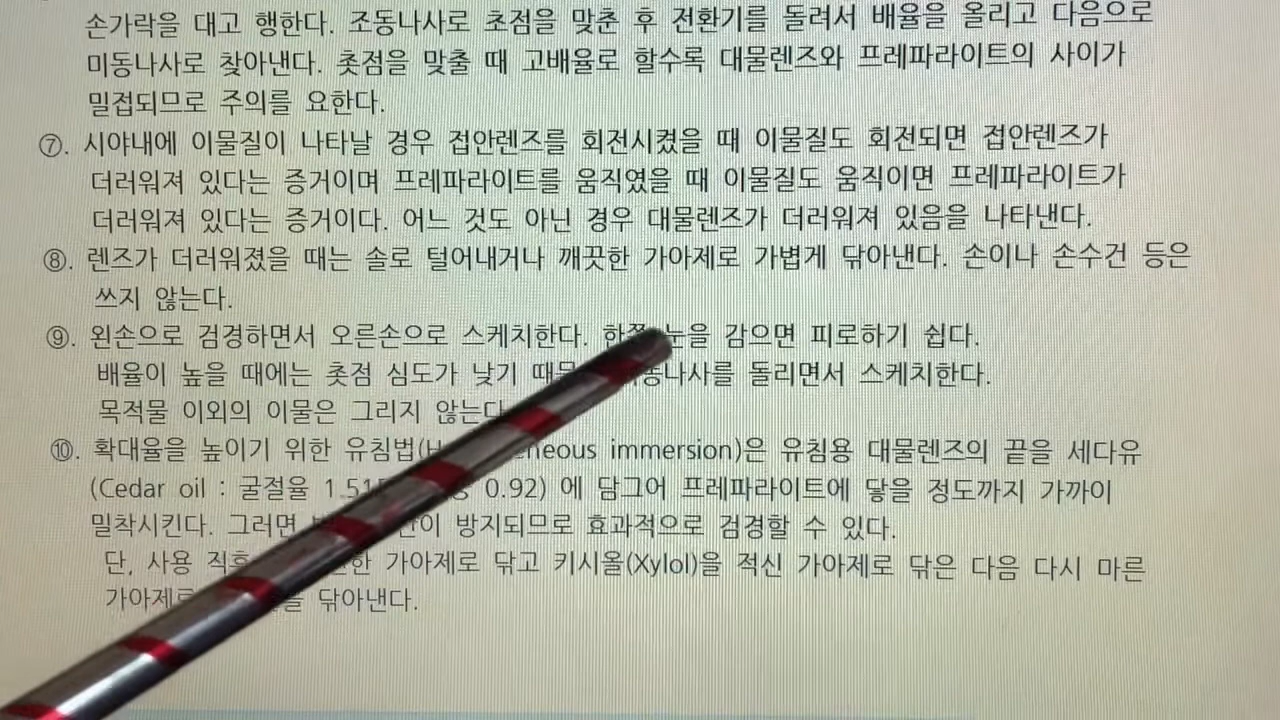 손가락을 대고 행한다. 조동나사로 초점을 맞춘 후 전환기를 돌려서 배율을 올리고 다음으로
미동나사로 찾아낸다. 촛점을 맞출 때 고배율로 할수록 대물렌즈와 프레파라이트의 사이가
밀접되므로 주의를 요한다.
⑦. 시야내에 이물질이 나타날 경우 접안렌즈를 회전시켰을 때 이물질도 회전되면 접안렌즈가
더러워져 있다는 증거이며 프레파라이트를 움직였을 때 이물질도 움직이면 프레파라이트가
더러워져 있다는 증거이다. 어느 것도 아닌 경우 대물렌즈가 더러워져 있음을 나타낸다.
⑧. 렌즈가 더러워졌을 때는 솔로 털어내거나 깨끗한 가아제로 가볍게 닦아낸다. 손이나 손수건 등은
쓰지 않는다.
⑨. 왼손으로 검경하면서 오른손으로 스케치한다. 한쪽 눈을 감으면 피로하기 쉽다.
배율이 높을 때에는 촛점 심도가 낮기 돌리면서 스케치한다.
목적물 이외의 이물은 그리지 않는다
⑩. 확대율을 높이기 위한 immersion)은 유침용 대물렌즈의 끝을 세다유
(Cedar oil : 굴절율 0.92) 에 담그어 프레파라이트에 닿을 정도까지 가까이
밀착시킨다. 그러면 방지되므로 효과적으로 검경할 수 있다.
단, 사용 가아제로 닦고 키시올(Xylol)을 적신 가아제로 닦은 다음 다시 마른
닦아낸다.